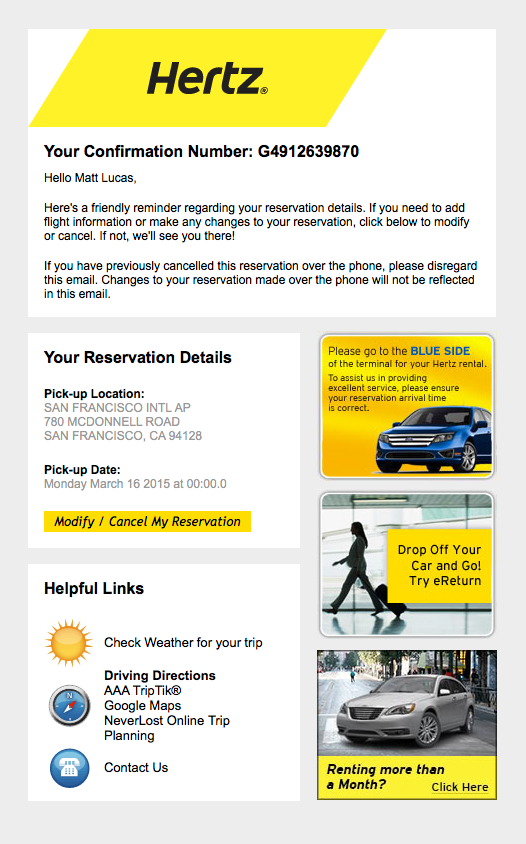 Hertz®
Your Confirmation Number: G4912639870
Hello Matt Lucas,
Here's a friendly reminder regarding your reservation details. If you need to add
flight information or make any changes to your reservation, click below to modify
or cancel. If not, we'll see you there!
If you have previously cancelled this reservation over the phone, please disregard
this email. Changes to your reservation made over the phone will not be reflected
in this email.
Your Reservation Details
Pick-up Location:
SAN FRANCISCO INTL AP
780 MCDONNELL ROAD
SAN FRANCISCO, CA 94128
Pick-up Date:
Monday March 16 2015 at 00:00.0
Modify / Cancel My Reservation
Helpful Links
Check Weather for your trip
Driving Directions
AAA TripTik®
Google Maps
NeverLost Online Trip
Planning
Contact Us
Please go to the BLUE SIDE
of the terminal for your Hertz rental.
To assist us in providing
excellent service, please ensure
your reservation arrival time
is correct.
Drop Off Your
Car and Go!
Try eReturn
Renting more than
a Month?
Click Here